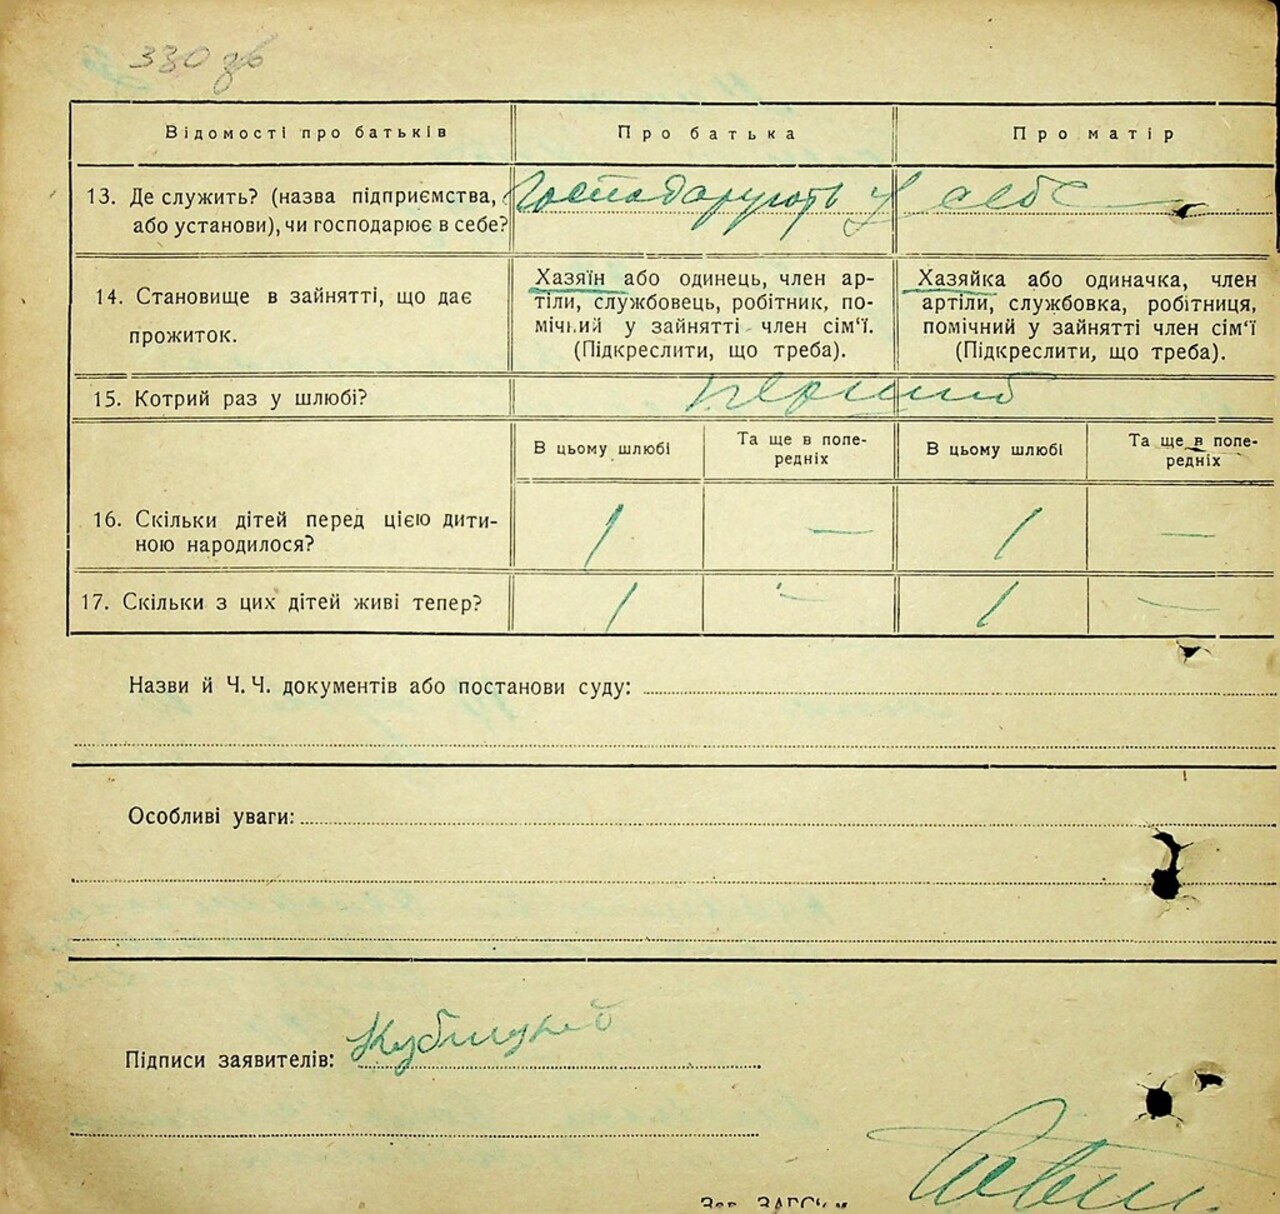 330 зв
Відомості про батьків
Про батька
Про матір
13. Де служить? (назва підприємства, або установи), чи господарює в себе?
Господарують у себе
14. Становище в зайнятті, що дає прожиток.
Хазяїн або одинець, член ар-
тіли, службовець, робітник, по-
мічний у зайнятті член сім‘ї.
(Підкреслити, що треба).
Хазяйка або одиначка, член
артіли, службовка, робітниця,
помічний у зайнятті член сім‘ї
(Підкреслити, що треба).
15. Котрий раз у шлюбі?
перший
В цьому шлюбі
Та ще в попе-
редніх
В цьому шлюбі
Та ще в попе-
редніх
16. Скільки дітей перед цією дити-
ною народилося?
1 — 1 —
17. Скільки з цих дітей живі тепер?
1 — 1 —
Назви й Ч. Ч. документів або постанови суду:
Особливі уваги:
Підписи заявителів: Кубицкий
Зав. ЗАГС‘ом